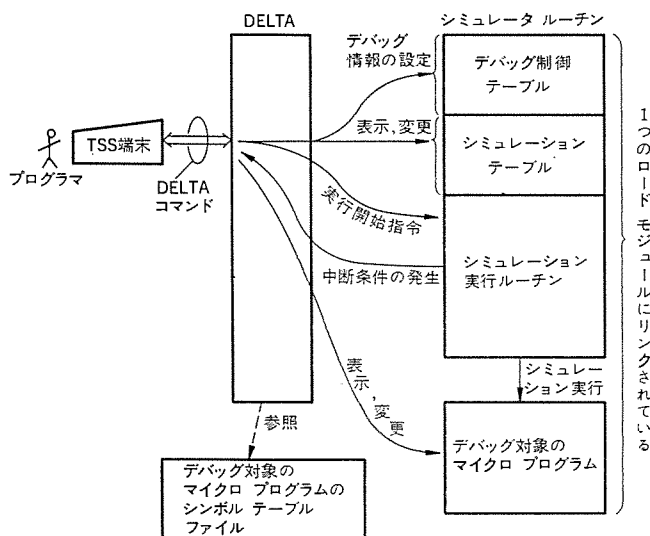 DELTA
シミュレータ ルーチン
デバッグ
情報の設定
デバッグ制御
テーブル
表示,変更
シミュレーション
テーブル
TSS端末
プログラマ
DELTA
コマンド
実行開始指令
中断条件の発生
シミュレーション
実行ルーチン
シミュレー
ション実行
表示,変更
参照
デバッグ対象の
マイクロ プログラム
デバッグ対象の
マイクロ プログラムの
シンボル テーブル
ファイル
1つのロード モジュールにリンクされている